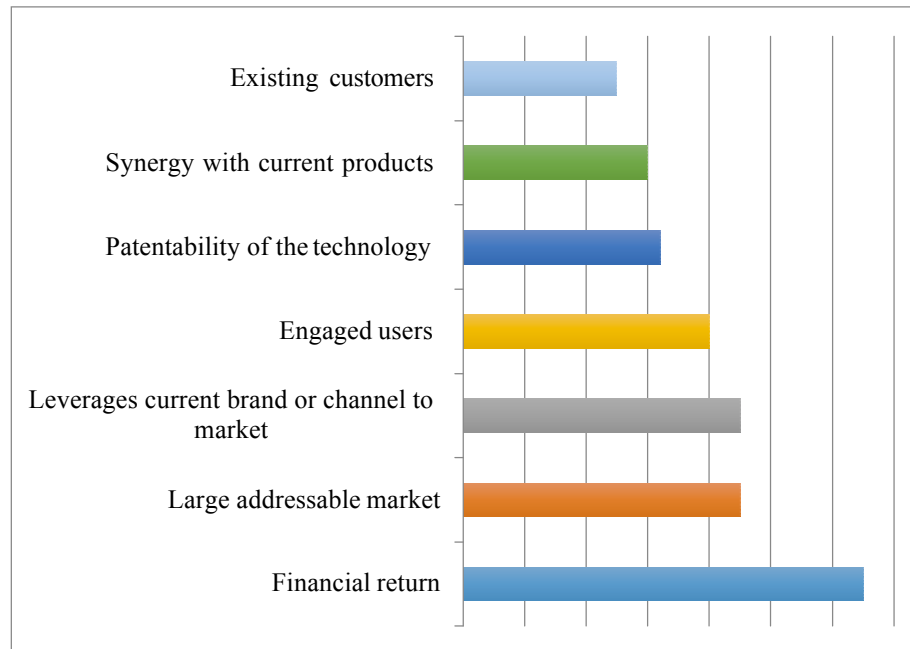 Existing customers
Synergy with current products
Patentability of the technology
Engaged users
Leverages current brand or channel to
market
Large addressable market
Financial return